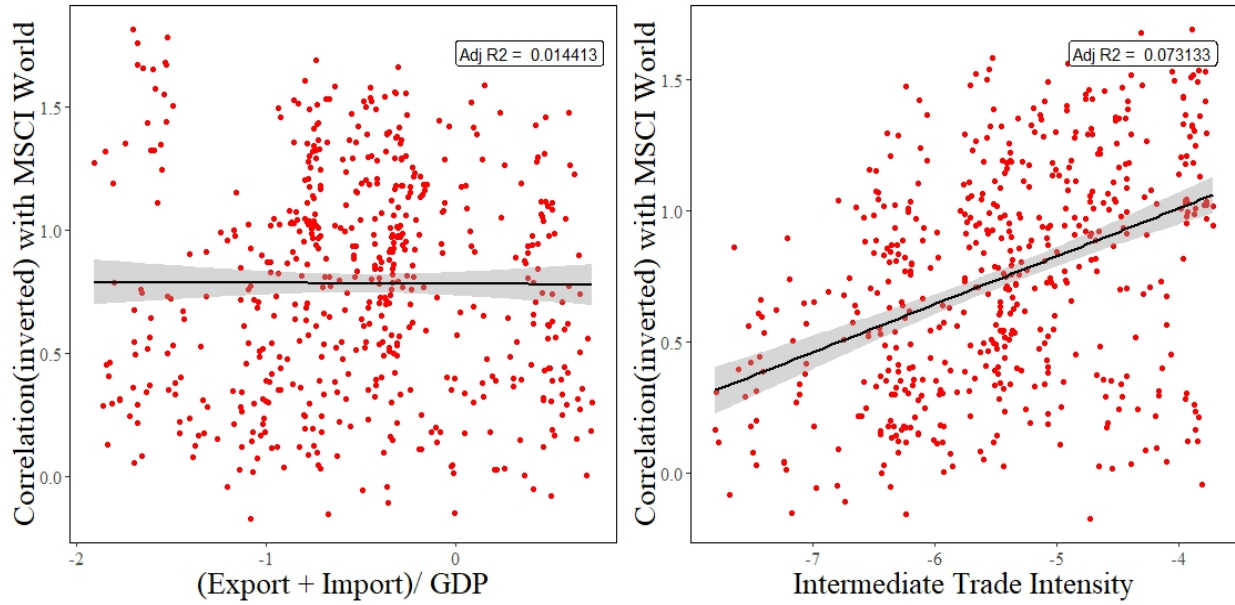 Correlation(inverted) with MSCI World
Adj R2 = 0.014413
1.5
1.0
0.5
0.0
-2
-1
0
(Export + Import)/ GDP
Correlation(inverted) with MSCI World
Adj R2 = 0.073133
1.5
1.0
0.5
0.0
-7
-6
-5
-4
Intermediate Trade Intensity